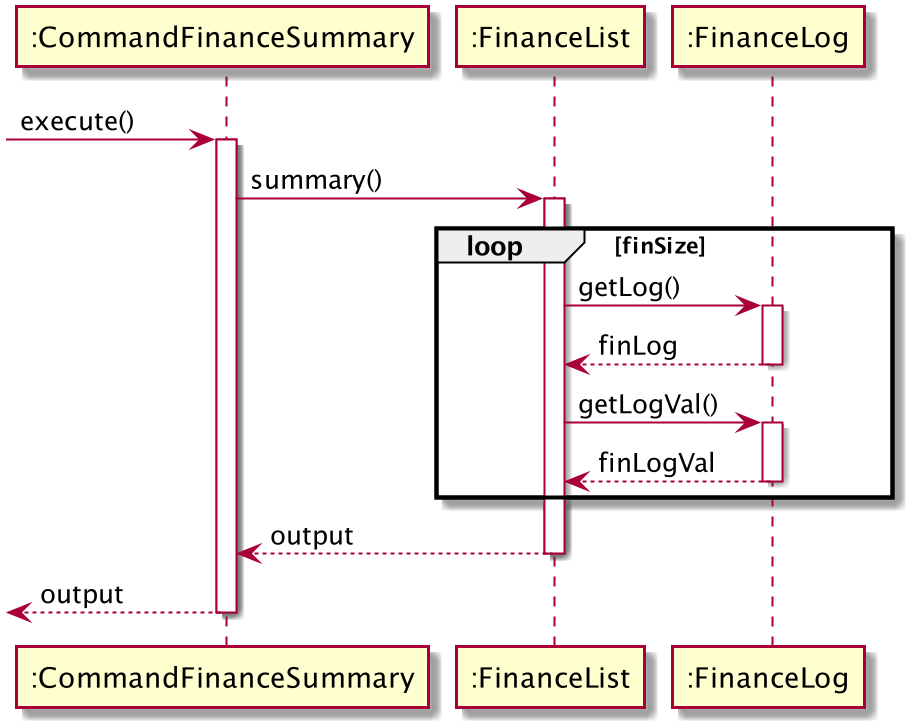 :CommandFinanceSummary
:FinanceList
:FinanceLog
execute()
summary()
loop
[finSize]
getLog()
finLog
getLogVal()
finLogVal
output
output
:CommandFinanceSummary
:FinanceList
:FinanceLog